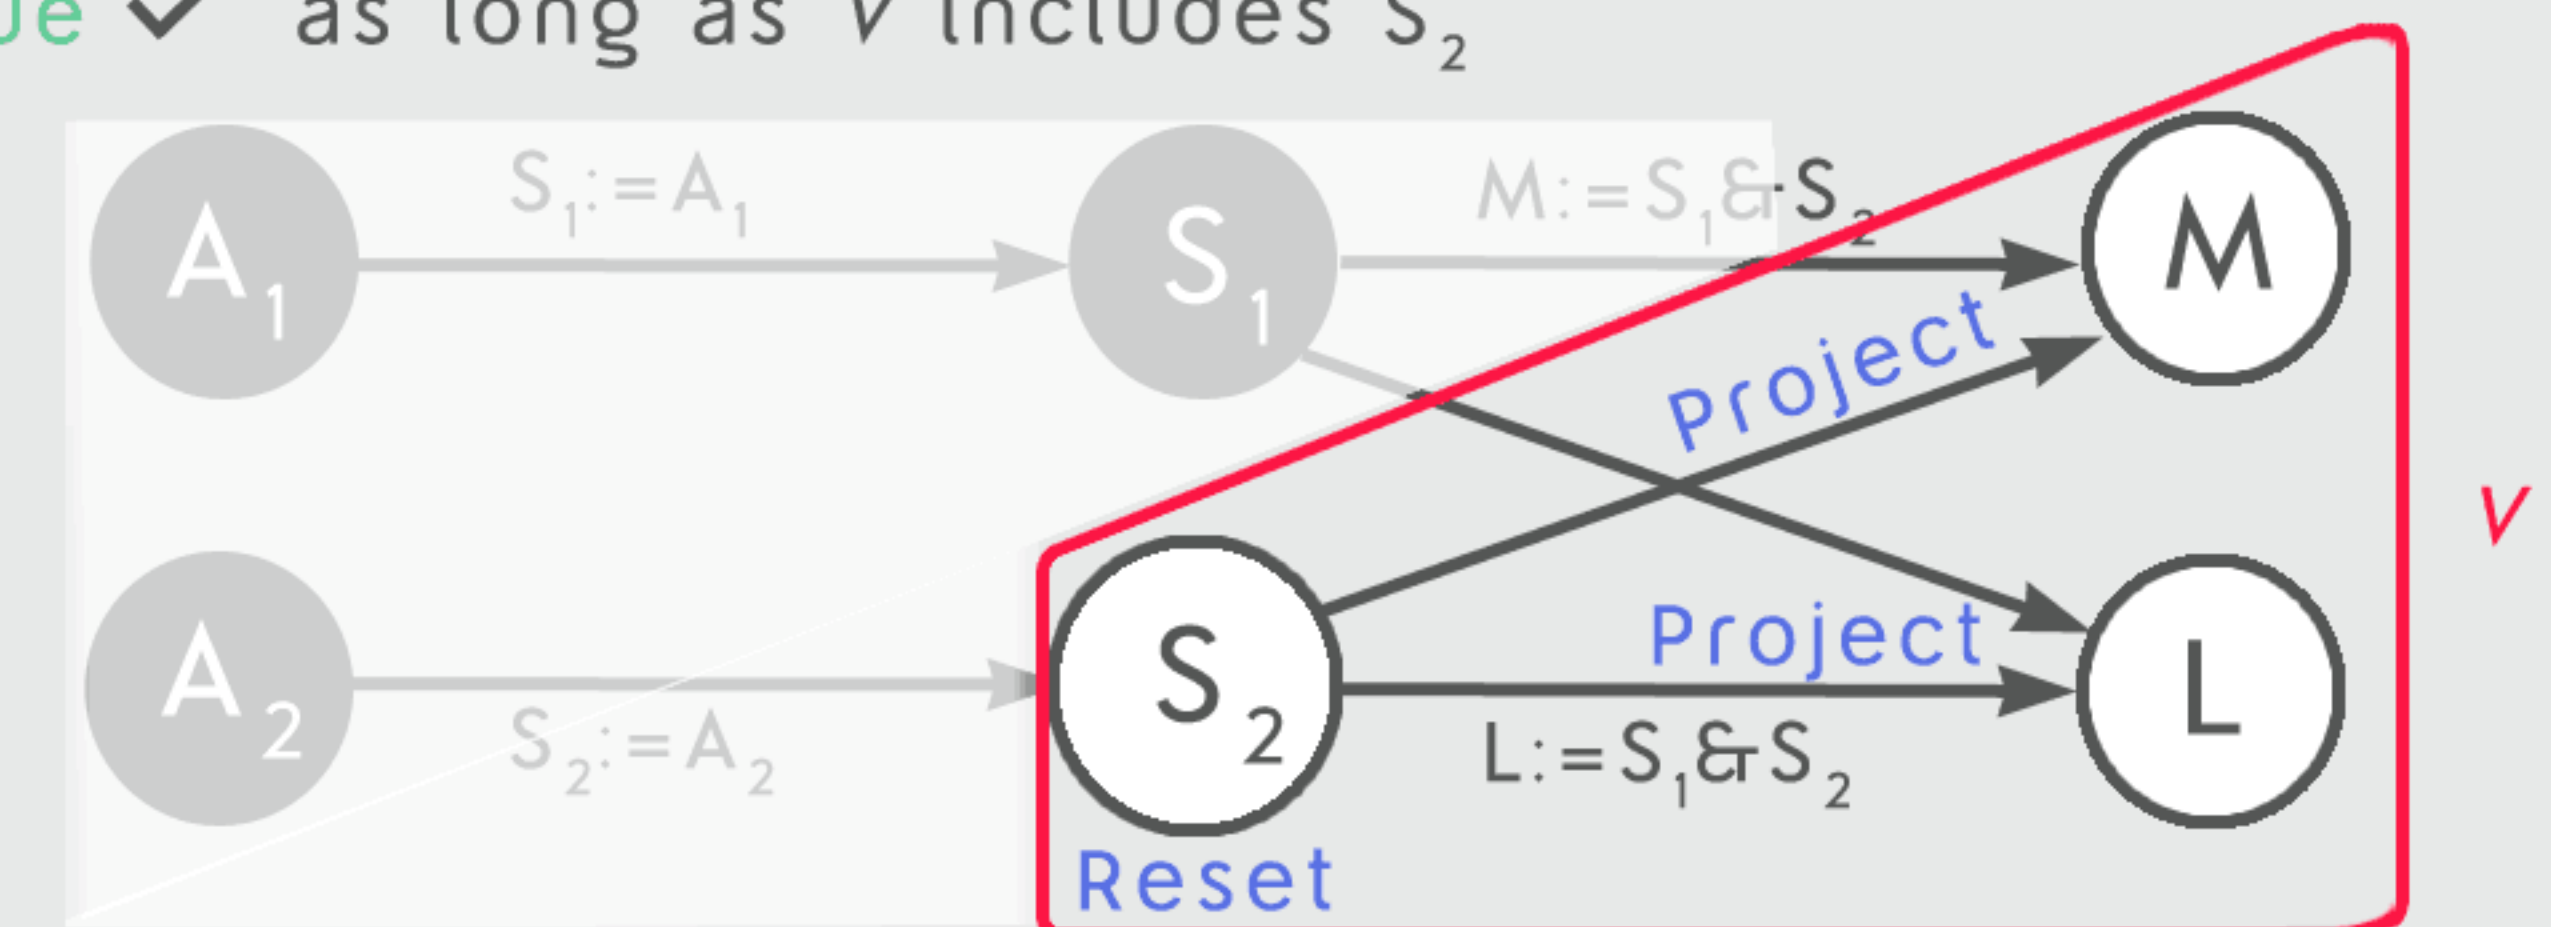 ue ✓ as long as V includes S₂
S₁:=A₁
M:=S₁&S₂
A₁
S₁
M
Project
V
Project
A₂
S₂
L
S₂:=A₂
L:=S₁&S₂
Reset